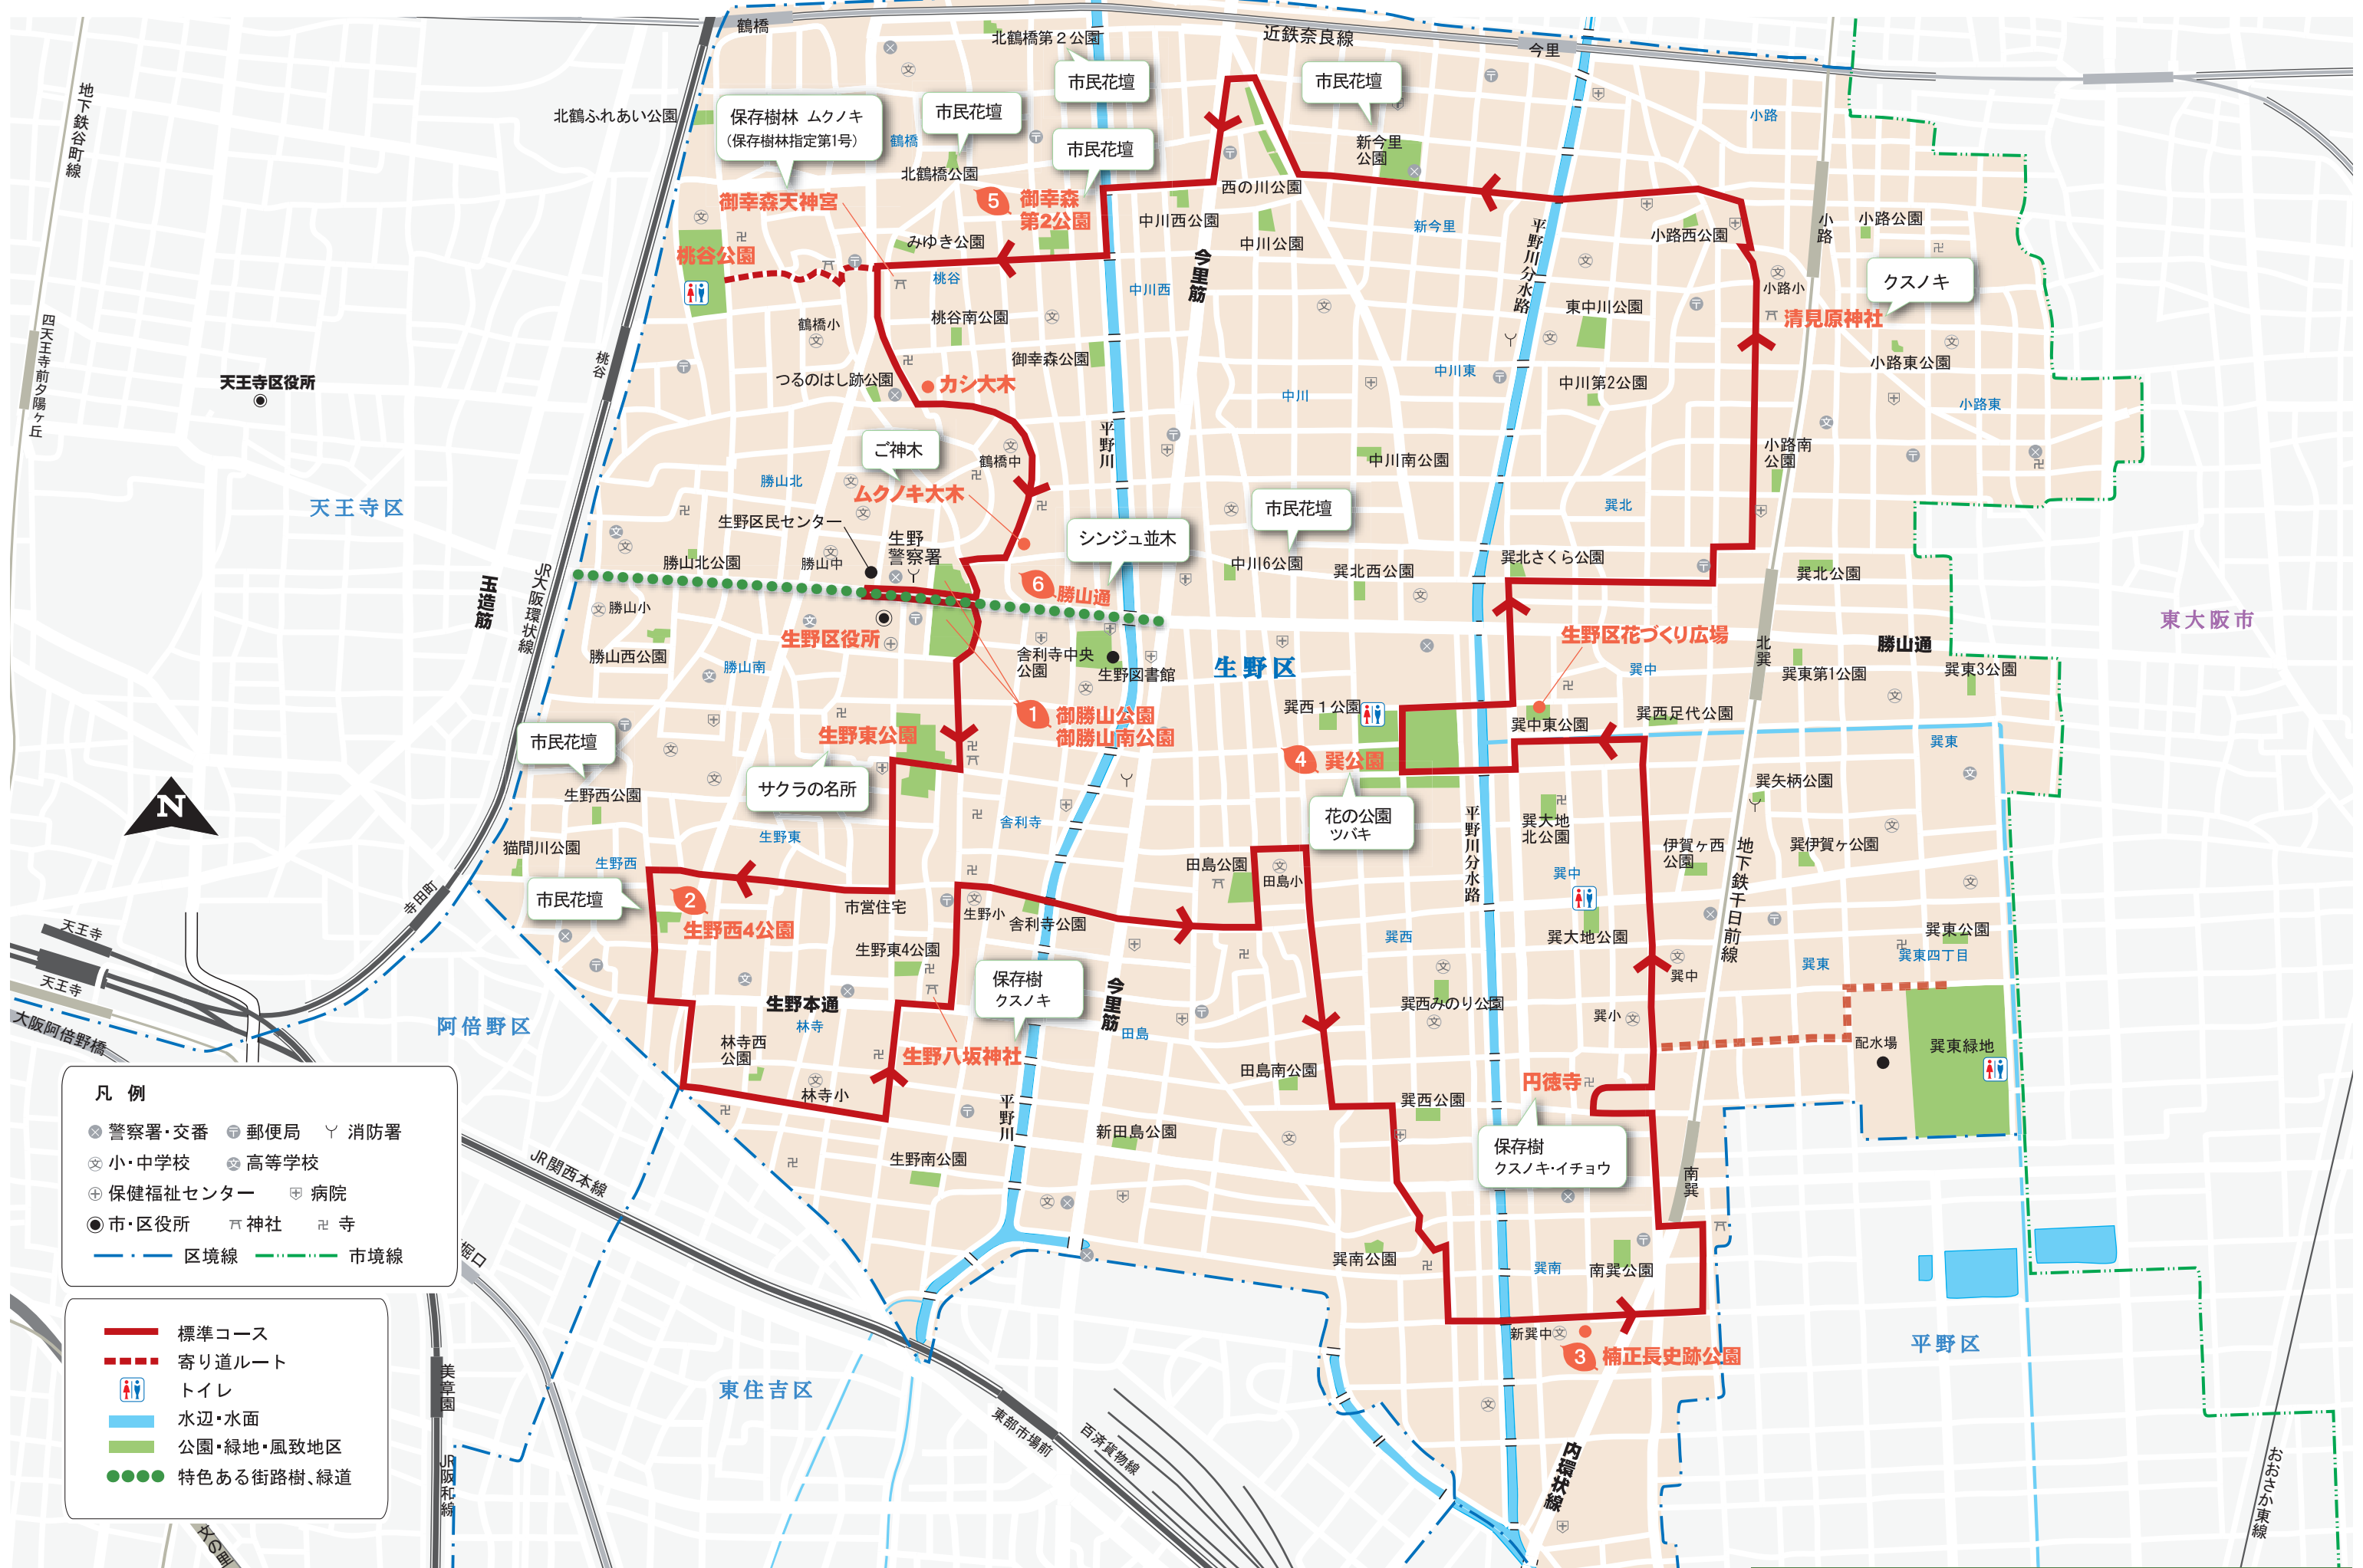 鶴橋
北鶴橋第2公園
近鉄奈良線
今里
市民花壇
市民花壇
地下鉄谷町線
北鶴ふれあい公園
保存樹林 ムクノキ
(保存樹林指定第1号)
市民花壇
鶴橋
市民花壇
新今里
公園
小路
北鶴橋公園
御幸森天神宮
5
御幸森
第2公園
西の川公園
中川西公園
中川公園
新今里
平野川分水路
小路西公園
小路
小路公園
桃谷公園
みゆき公園
桃谷
今里筋
中川西
クスノキ
小路小
清見原神社
東中川公園
桃谷南公園
鶴橋小
御幸森公園
小路東公園
四天王寺前夕陽ヶ丘
天王寺区役所
桃谷
つるのはし跡公園
カシ大木
中川東
中川第2公園
中川
小路東
平野川
ご神木
鶴橋中
中川南公園
小路南
公園
勝山北
ムクノキ大木
天王寺区
生野区民センター
市民花壇
巽北
シンジュ並木
生野
警察署
勝山北公園
勝山中
中川6公園
巽北西公園
巽北さくら公園
巽北公園
玉造筋
JR大阪環状線
6
勝山通
勝山小
生野区役所
勝山西公園
勝山南
舎利寺中央
公園
生野図書館
生野区
生野区花づくり広場
北巽
勝山通
東大阪市
巽中
巽東第1公園
巽東3公園
1
御勝山公園
御勝山南公園
巽西1公園
巽中東公園
巽西足代公園
巽東
市民花壇
生野東公園
4
巽公園
サクラの名所
生野西公園
N
花の公園
ツバキ
平野川分水路
巽矢柄公園
巽大地
北公園
生野東
舎利寺
猫間川公園
生野西
伊賀ヶ西
公園
地下鉄千日前線
巽伊賀ヶ公園
田島公園
田島小
巽中
市民花壇
2
生野西4公園
市営住宅
生野小
舎利寺公園
寺田町
天王寺
天王寺
生野東4公園
巽西
巽大地公園
巽東公園
巽東四丁目
巽東
巽中
保存樹
クスノキ
今里筋
田島
生野本通
林寺
巽西みのり公園
巽小
阿倍野区
大阪阿倍野橋
林寺西
公園
生野八坂神社
配水場
巽東緑地
田島南公園
円徳寺
林寺小
平野川
巽西公園
新田島公園
保存樹
クスノキ・イチョウ
生野南公園
南巽
JR関西本線
巽南公園
巽南
南巽公園
新巽中
3
楠正長史跡公園
平野区
東住吉区
東部市場前
百済貨物線
内環状線
おおさか東線
堀口
美章園
JR阪和線
凡 例
警察署・交番 郵便局 消防署
小・中学校 高等学校
保健福祉センター 病院
市・区役所 神社 寺
区境線 市境線
標準コース
寄り道ルート
トイレ
水辺・水面
公園・緑地・風致地区
特色ある街路樹、緑道